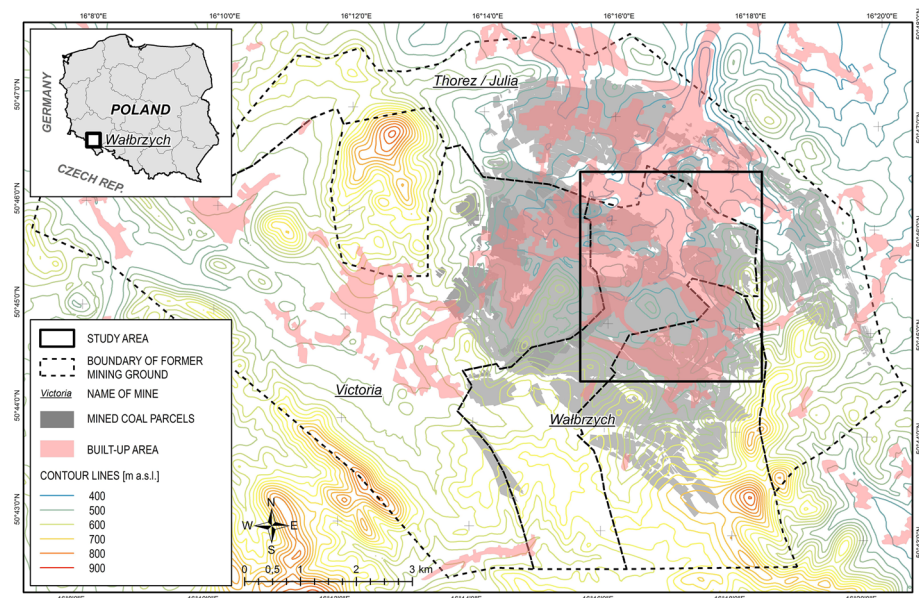 16°8'0"E 16°10'0"E 16°12'0"E 16°14'0"E 16°16'0"E 16°18'0"E 16°20'0"E
GERMANY
POLAND
Wałbrzych
CZECH REP.
Thorez / Julia
50°47'0"N
50°46'0"N
50°45'0"N
50°44'0"N
50°43'0"N
STUDY AREA
BOUNDARY OF FORMER
MINING GROUND
Victoria NAME OF MINE
MINED COAL PARCELS
BUILT-UP AREA
CONTOUR LINES [m a.s.l.]
400
500
600
700
800
900
Victoria
Wałbrzych
N
W E
S
0 0,5 1 2 3 km